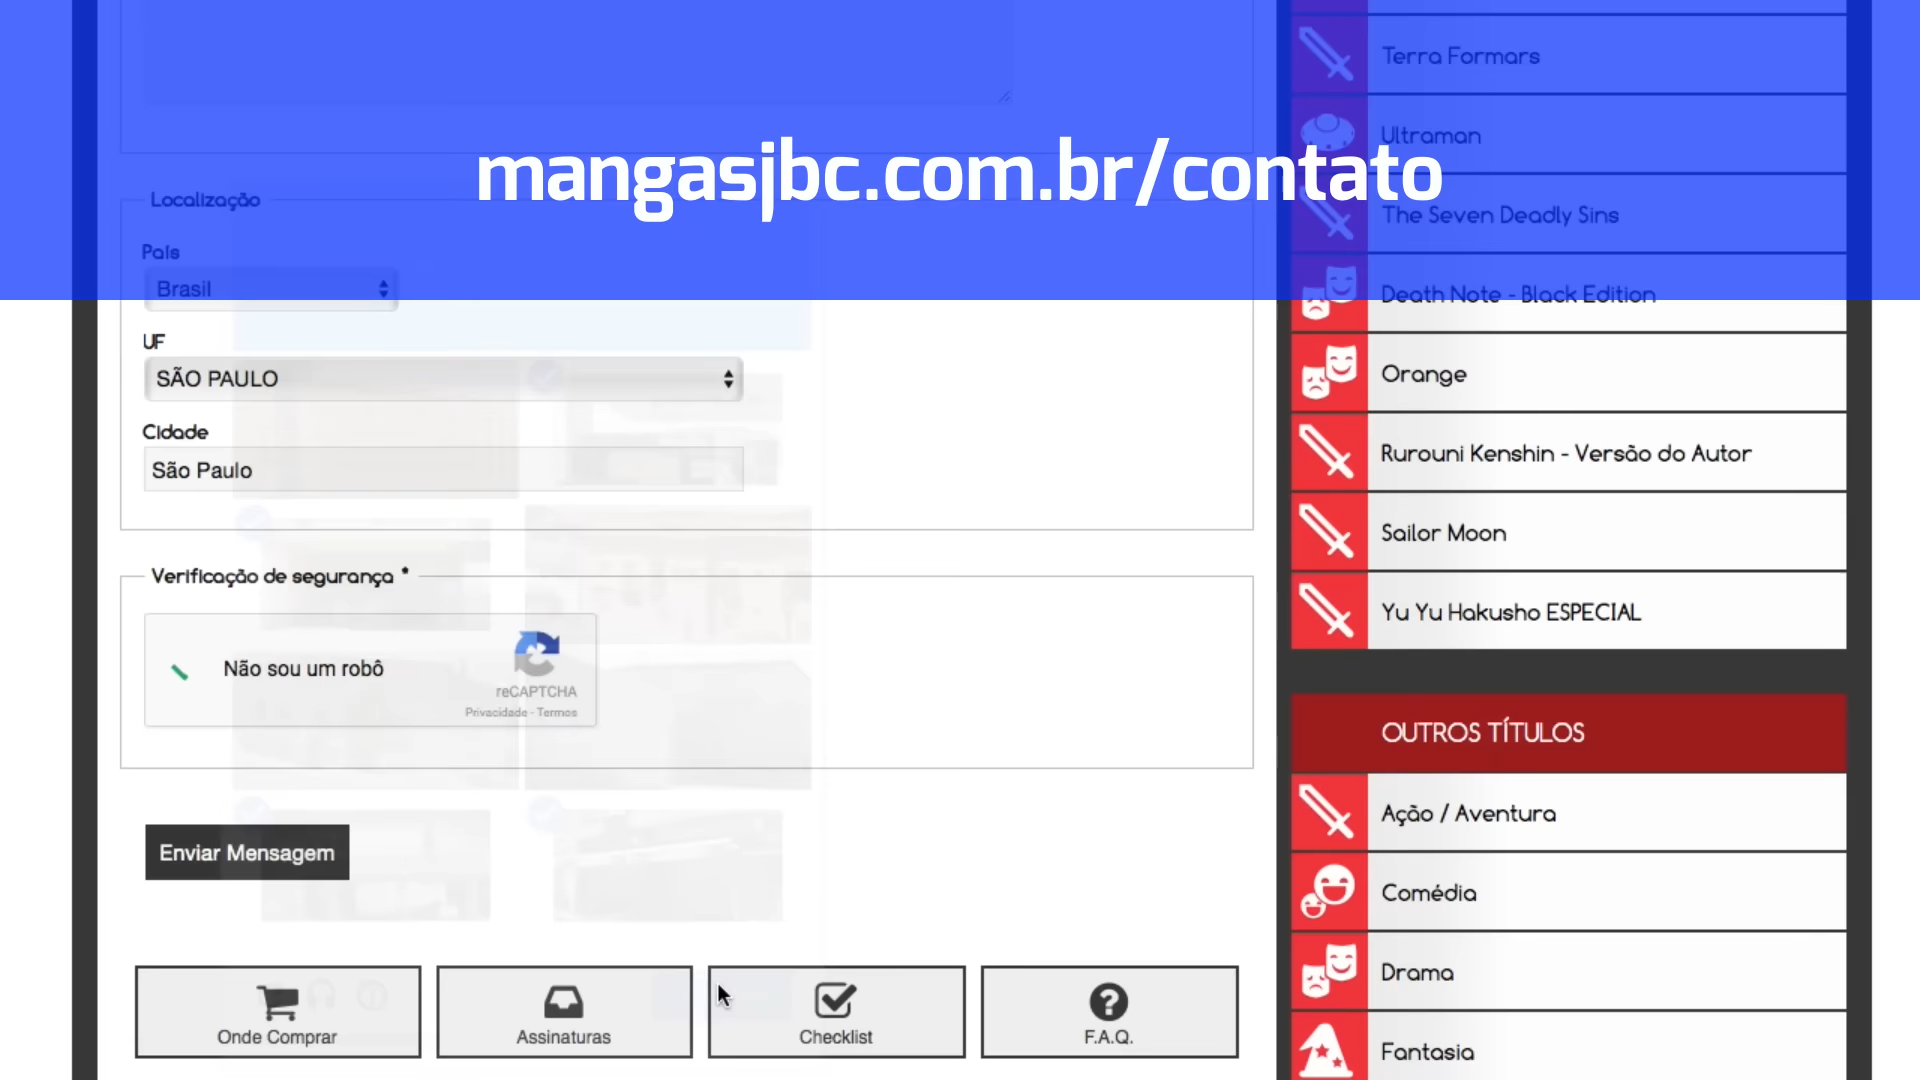 mangasjbc.com.br/contato
Localização
País
Brasil
UF
SÃO PAULO
Cidade
São Paulo
Verificação de segurança *
Não sou um robô
reCAPTCHA
Privacidade - Termos
Enviar Mensagem
Onde Comprar
Assinaturas
Checklist
F.A.Q.
Terra Formars
Ultraman
The Seven Deadly Sins
Death Note - Black Edition
Orange
Rurouni Kenshin - Versão do Autor
Sailor Moon
Yu Yu Hakusho ESPECIAL
OUTROS TÍTULOS
Ação / Aventura
Comédia
Drama
Fantasia